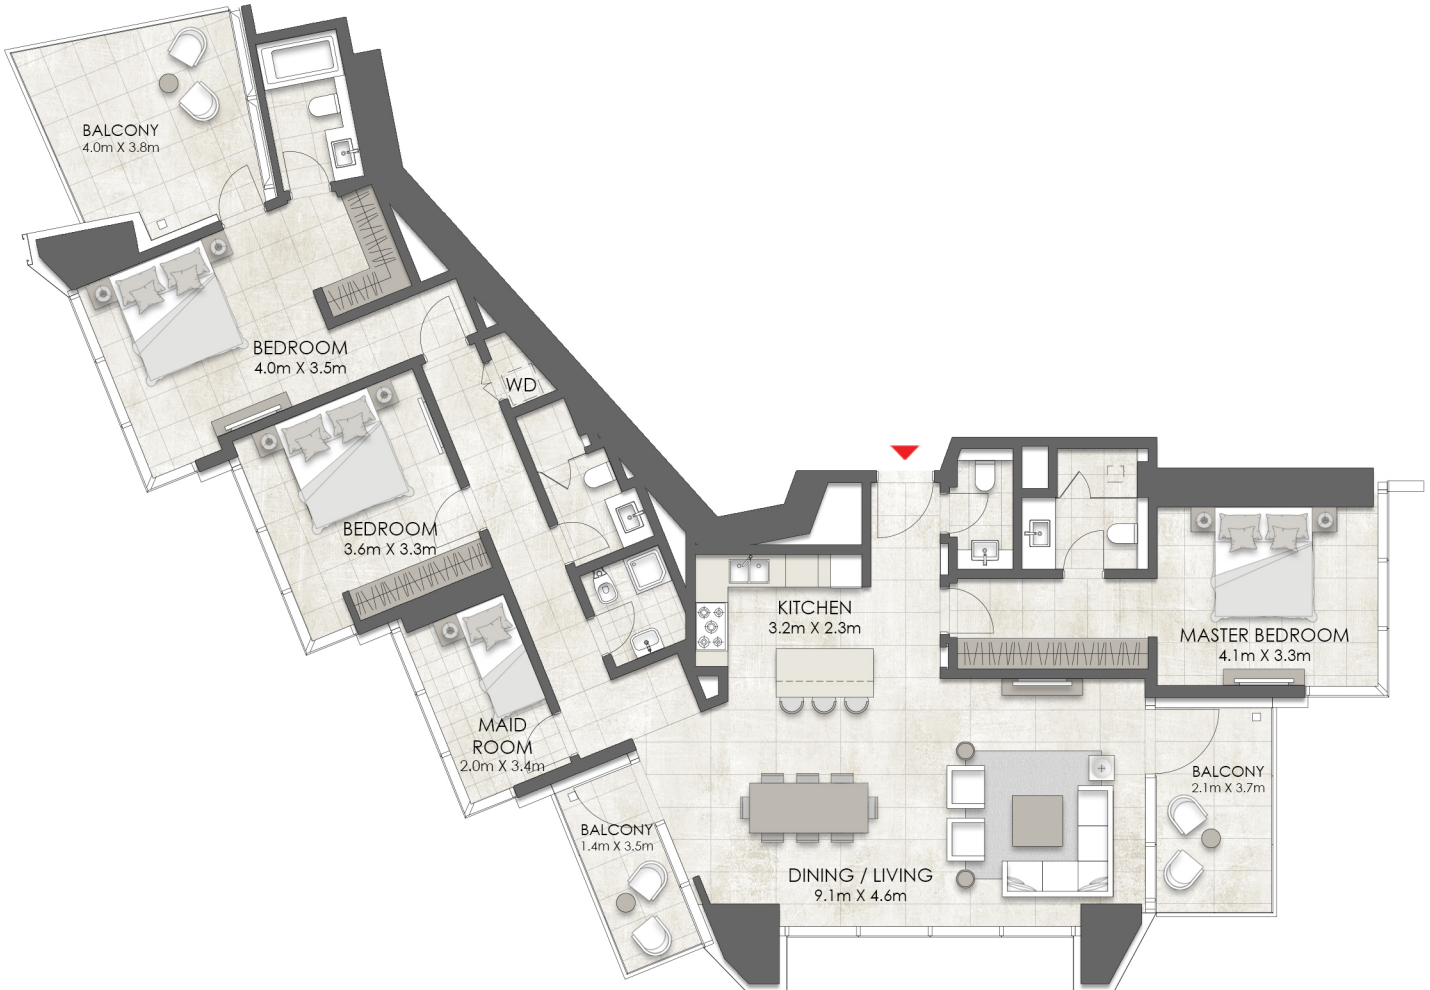 BALCONY
4.0m X 3.8m
BEDROOM
4.0m X 3.5m
WD
BEDROOM
3.6m X 3.3m
KITCHEN
3.2m X 2.3m
MASTER BEDROOM
4.1m X 3.3m
MAID
ROOM
2.0m X 3.4m
BALCONY
2.1m X 3.7m
BALCONY
1.4m X 3.5m
DINING / LIVING
9.1m X 4.6m